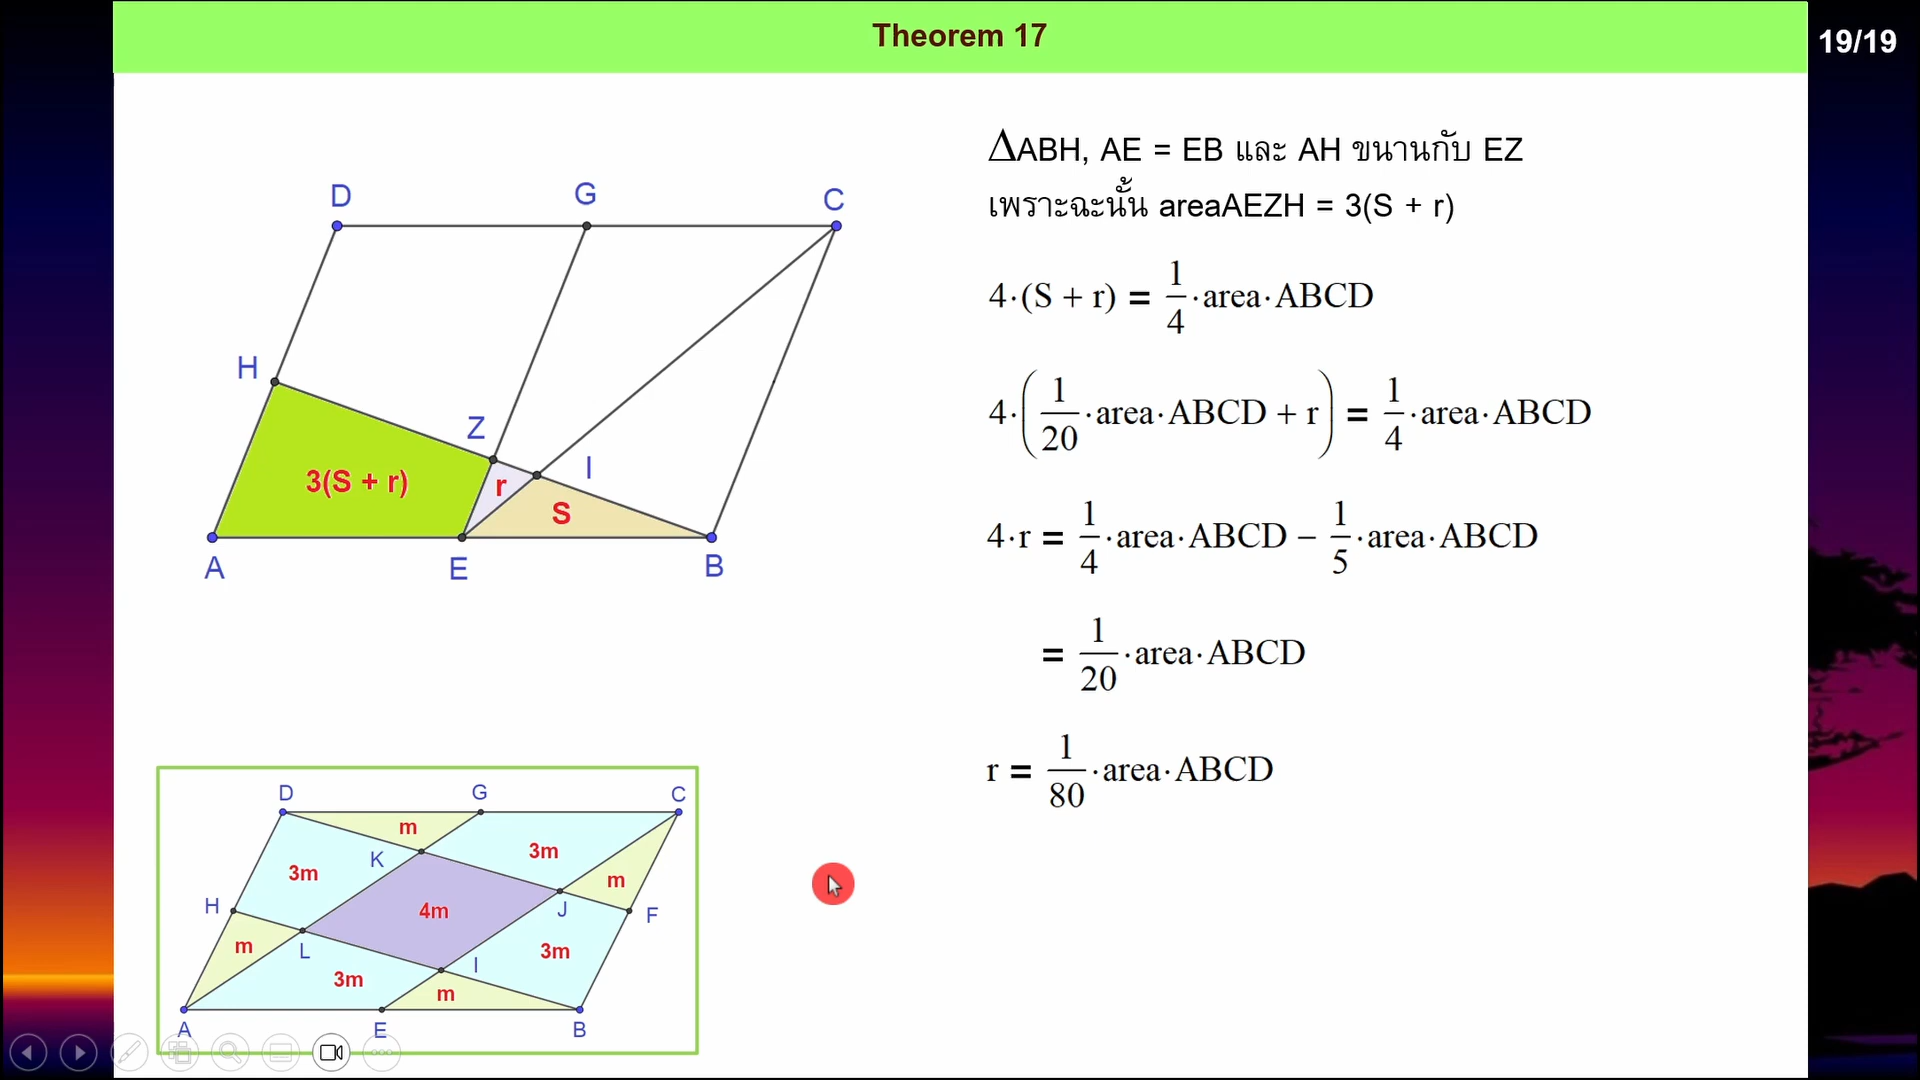 Theorem 17
19/19
ΔABH, AE = EB และ AH ขนานกับ EZ
เพราะฉะนั้น areaAEZH = 3(S + r)
4·(S + r) = 1/4 ·area·ABCD
4·(1/20 ·area·ABCD + r) = 1/4 ·area·ABCD
4·r = 1/4 ·area·ABCD − 1/5 ·area·ABCD
= 1/20 ·area·ABCD
r = 1/80 ·area·ABCD
D G C
H
Z
I
3(S + r)
r
S
A E B
D G C
m
K
3m
3m
m
H
4m
J
F
m
L
3m
I
3m
m
A E B